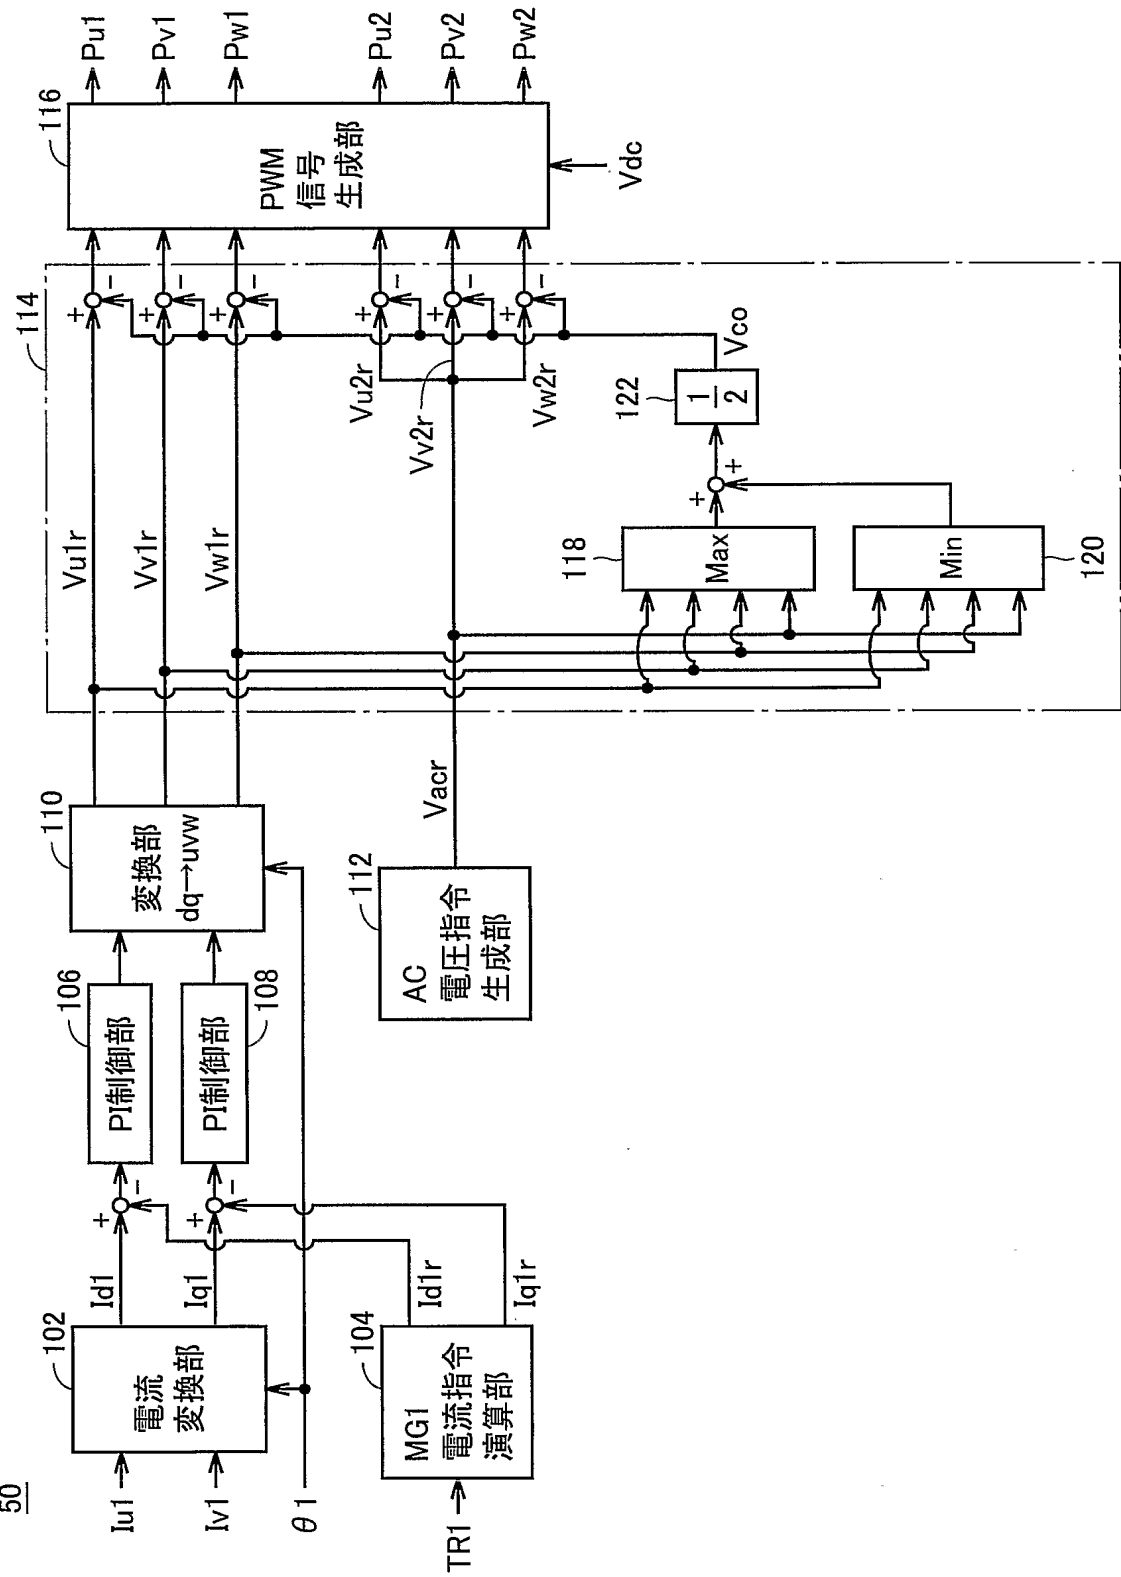 50
Iu1
Iv1
θ1
TR1
102
電流
変換部
104
MG1
電流指令
演算部
Id1
Iq1
Id1r
Iq1r
+
−
+
−
106
PI制御部
108
PI制御部
110
変換部
dq→uvw
112
AC
電圧指令
生成部
Vacr
114
Vu1r
Vv1r
Vw1r
Vu2r
Vv2r
Vw2r
118
Max
120
Min
+
+
122
1
2
Vco
+
−
+
−
+
−
+
−
+
−
+
−
116
PWM
信号
生成部
Vdc
Pu1
Pv1
Pw1
Pu2
Pv2
Pw2